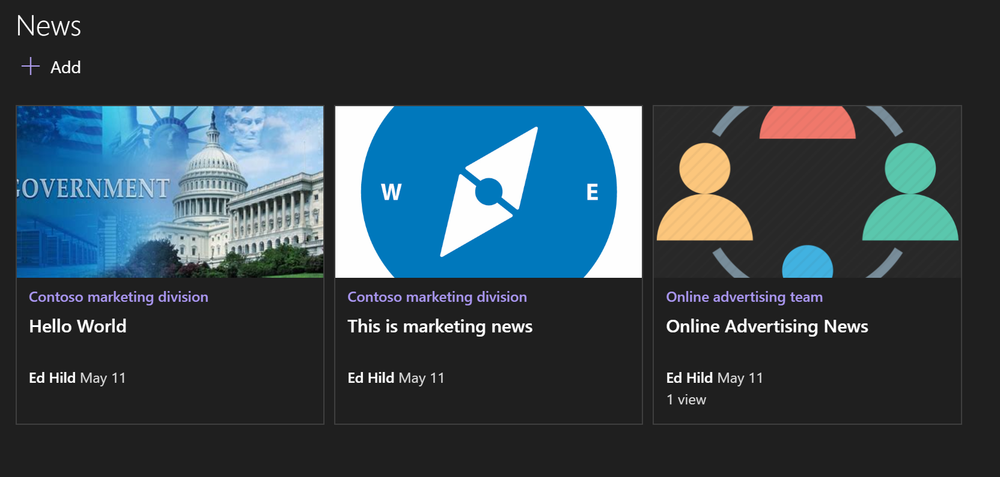 News
Add
GOVERNMENT
W E
Contoso marketing division
Hello World
Ed Hild May 11
Contoso marketing division
This is marketing news
Ed Hild May 11
Online advertising team
Online Advertising News
Ed Hild May 11
1 view